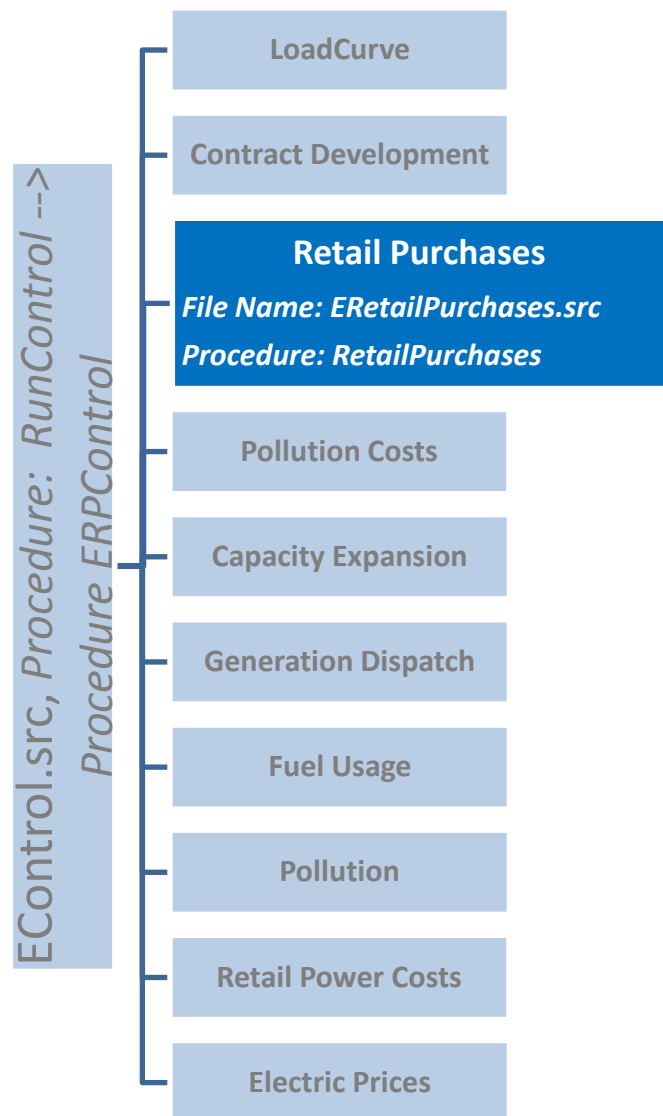 EControl.src, Procedure:  RunControl -->
Procedure ERPControl
LoadCurve
Contract Development
Retail Purchases
File Name: ERetailPurchases.src
Procedure: RetailPurchases
Pollution Costs
Capacity Expansion
Generation Dispatch
Fuel Usage
Pollution
Retail Power Costs
Electric Prices